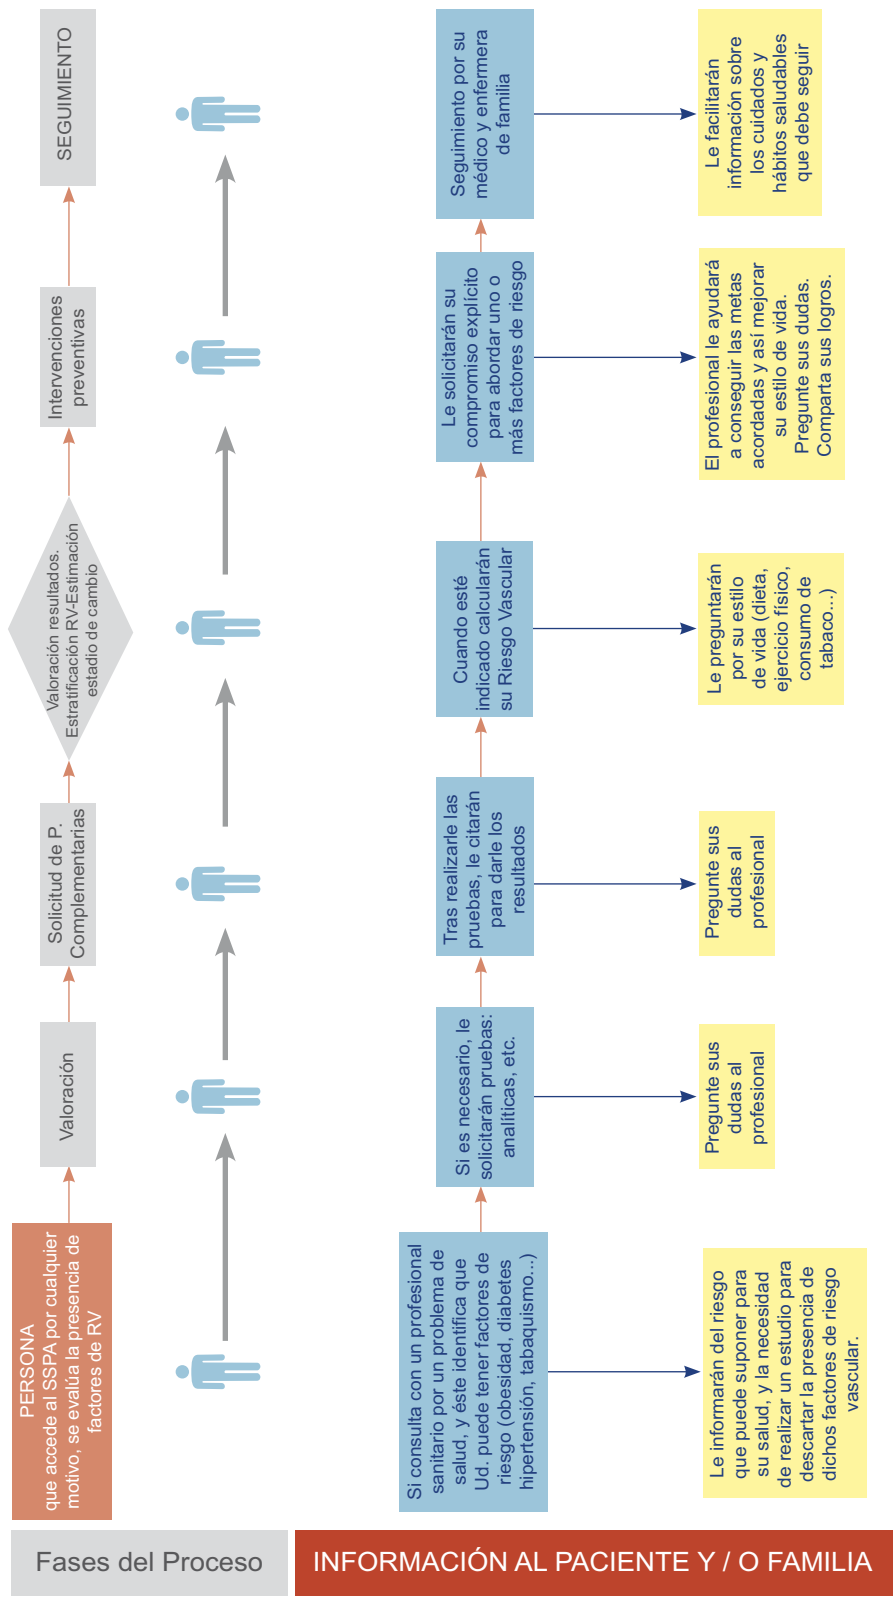 Fases del Proceso
PERSONA
que accede al SSPA por cualquier
motivo, se evalúa la presencia de
factores de RV
Valoración
Solicitud de P.
Complementarias
Valoración resultados.
Estratificación RV-Estimación
estadio de cambio
Intervenciones
preventivas
SEGUIMIENTO
INFORMACIÓN AL PACIENTE Y / O FAMILIA
Si consulta con un profesional
sanitario por un problema de
salud, y éste identifica que
Ud. puede tener factores de
riesgo (obesidad, diabetes
hipertensión, tabaquismo...)
Si es necesario, le
solicitarán pruebas:
analíticas, etc.
Tras realizarle las
pruebas, le citarán
para darle los
resultados
Cuando esté
indicado calcularán
su Riesgo Vascular
Le solicitarán su
compromiso explícito
para abordar uno o
más factores de riesgo
Seguimiento por su
médico y enfermera
de familia
Le informarán del riesgo
que puede suponer para
su salud, y la necesidad
de realizar un estudio para
descartar la presencia de
dichos factores de riesgo
vascular.
Pregunte sus
dudas al
profesional
Pregunte sus
dudas al
profesional
Le preguntarán
por su estilo
de vida (dieta,
ejercicio físico,
consumo de
tabaco...)
El profesional le ayudará
a conseguir las metas
acordadas y así mejorar
su estilo de vida.
Pregunte sus dudas.
Comparta sus logros.
Le facilitarán
información sobre
los cuidados y
hábitos saludables
que debe seguir